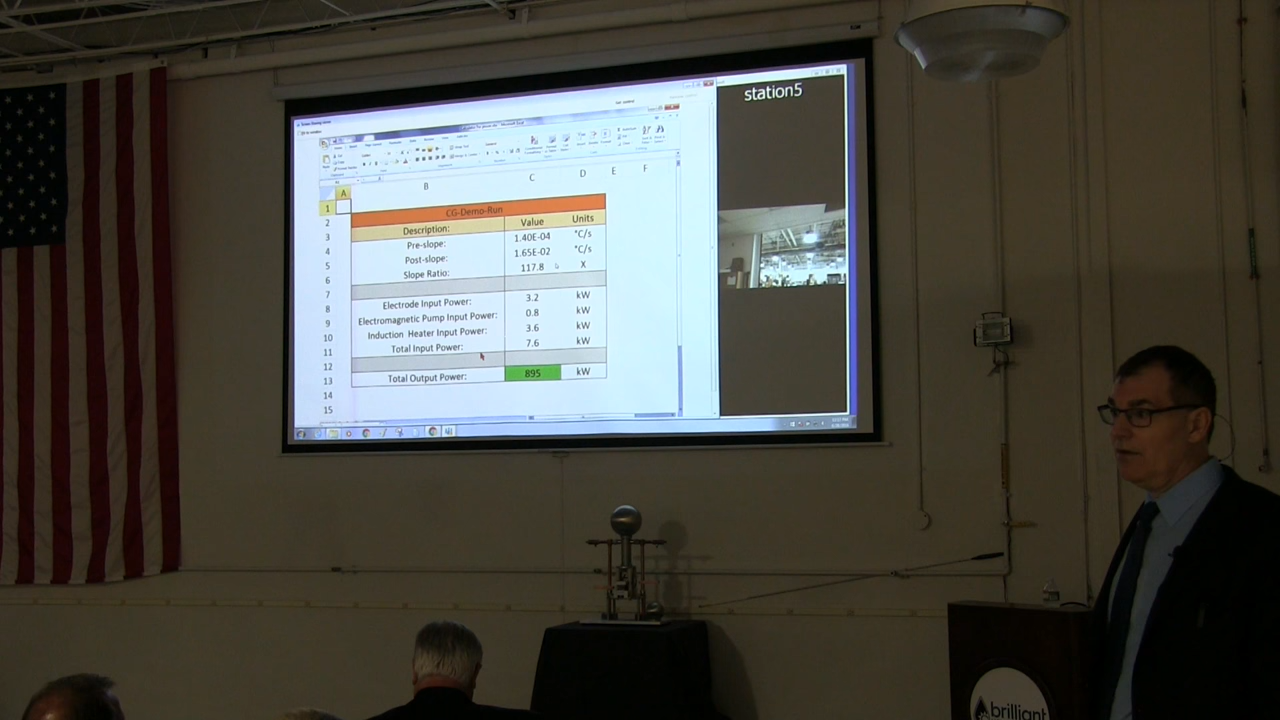 station5
A B C D E F
1
2 CG-Demo-Run
3 Description: Value Units
4 Pre-slope: 1.40E-04 °C/s
5 Post-slope: 1.65E-02 °C/s
6 Slope Ratio: 117.8 X
7
8 Electrode Input Power: 3.2 kW
9 Electromagnetic Pump Input Power: 0.8 kW
10 Induction Heater Input Power: 3.6 kW
11 Total Input Power: 7.6 kW
12
13 Total Output Power: 895 kW
14
15
brilliant